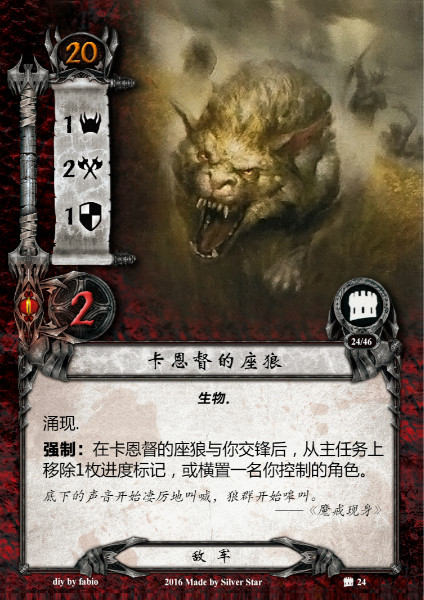 20
1
2
1
2
24/46
卡恩督的座狼
生物.
涌现.
强制：在卡恩督的座狼与你交锋后，从主任务上
移除1枚进度标记，或横置一名你控制的角色。
底下的声音开始凌厉地叫喊，狼群开始嗥叫。
——《魔戒现身》
敌军
diy by fabio 2016 Made by Silver Star 24